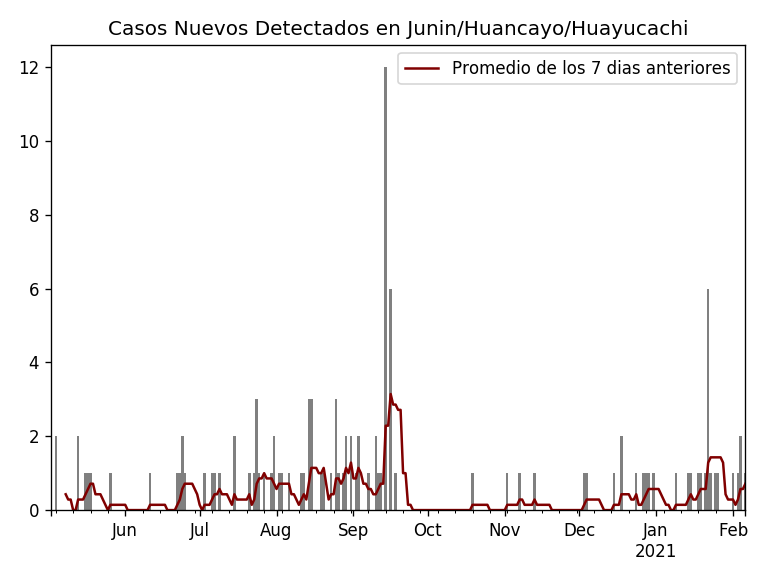 Casos Nuevos Detectados en Junin/Huancayo/Huayucachi
Promedio de los 7 dias anteriores
12
10
8
6
4
2
0
Jun Jul Aug Sep Oct Nov Dec Jan Feb
2021